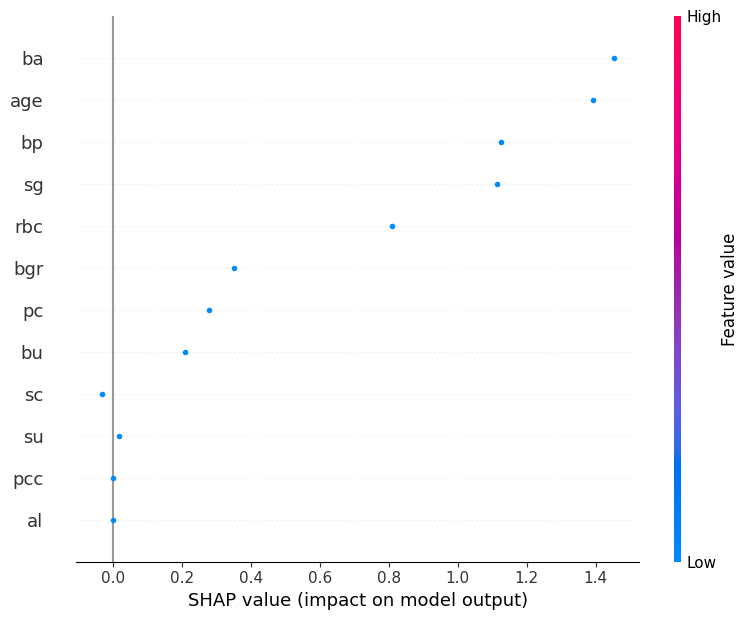 High
ba
age
bp
sg
rbc
bgr
pc
bu
sc
su
pcc
al
Feature value
Low
0.0 0.2 0.4 0.6 0.8 1.0 1.2 1.4
SHAP value (impact on model output)